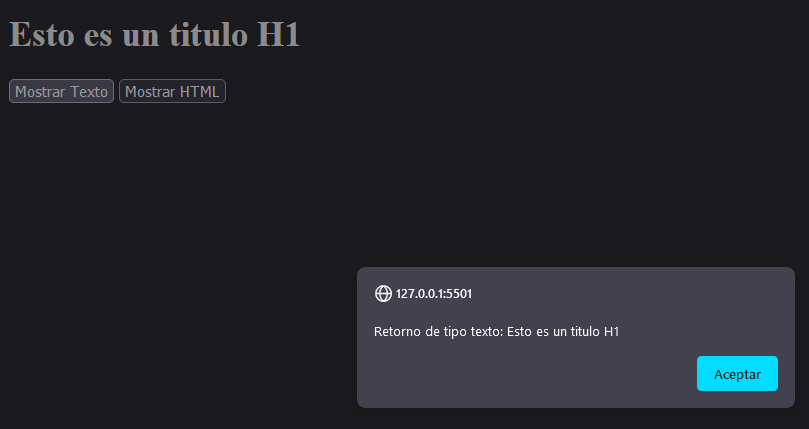 Esto es un titulo H1
Mostrar Texto Mostrar HTML
127.0.0.1:5501
Retorno de tipo texto: Esto es un titulo H1
Aceptar